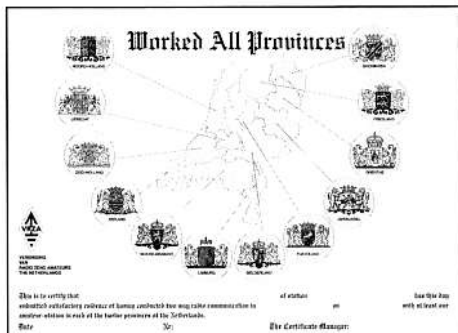 Worked All Provinces
NOORD-HOLLAND
GRONINGEN
UTRECHT
FRIESLAND
ZUID-HOLLAND
DRENTHE
ZEELAND
OVERIJSSEL
NOORD-BRABANT
LIMBURG
GELDERLAND
FLEVOLAND
VRZA
VERENIGING
VAN
RADIO ZEND AMATEURS
THE NETHERLANDS
This is to certify that of station has this day
submitted satisfactory evidence of having conducted two way radio communication in on with at least one
amateur-station in each of the twelve provinces of the Netherlands.
Date Nr: The Certificate Manager: